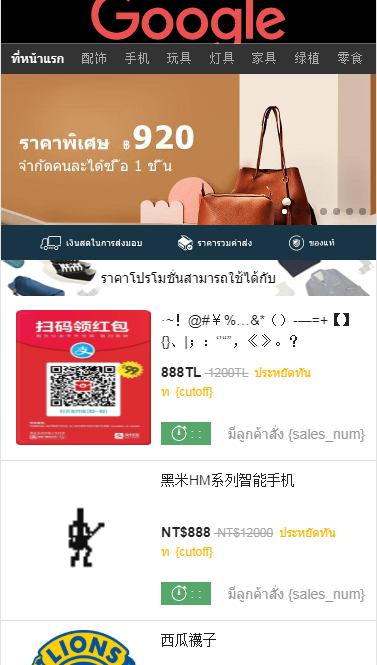 Google
ที่หน้าแรก 配饰 手机 玩具 灯具 家具 绿植 零食
ราคาพิเศษ ฿920
จำกัดคนละได้ซื้อ 1 ชิ้น
เงินสดในการส่งมอบ ราคารวมค่าส่ง ของแท้
ราคาโปรโมชั่นสามารถใช้ได้กับ
扫码领红包
·~！@#￥%…&*（）-—=+【】
{}、|；：“‘”’，《》。？
888TL 1200TL ประหยัดทัน
ท {cutoff}
: : มีลูกค้าสั่ง {sales_num}
黑米HM系列智能手机
NT$888 NT$12000 ประหยัดทัน
ท {cutoff}
: : มีลูกค้าสั่ง {sales_num}
西瓜襪子
LIONS